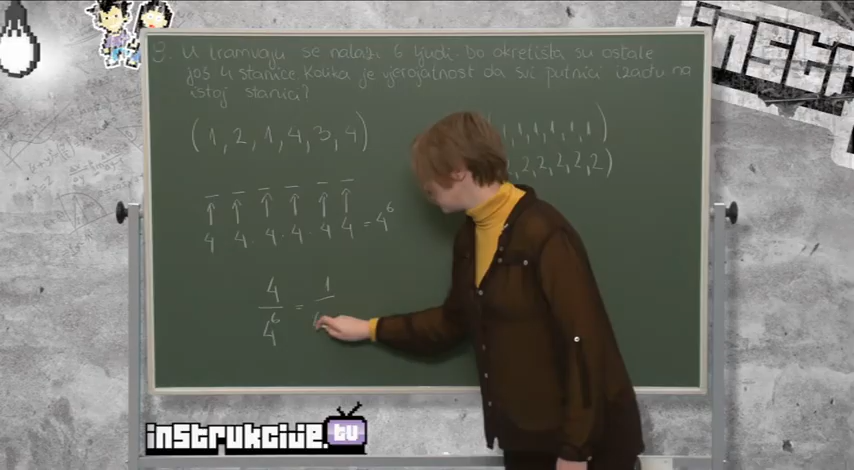 3. U tramvaju se nalazi 6 ljudi. Do okretišta su ostale
još 4 stanice. Kolika je vjerojatnost da svi putnici izađu na
istoj stanici?
(1, 2, 1, 4, 3, 4)
1, 1, 1, 1, 1, 1)
, 2, 2, 2, 2, 2)
4 4 · 4 · 4 · 4 4 = 4⁶
4/4⁶ = 1/
INSTRUKCIJE TV